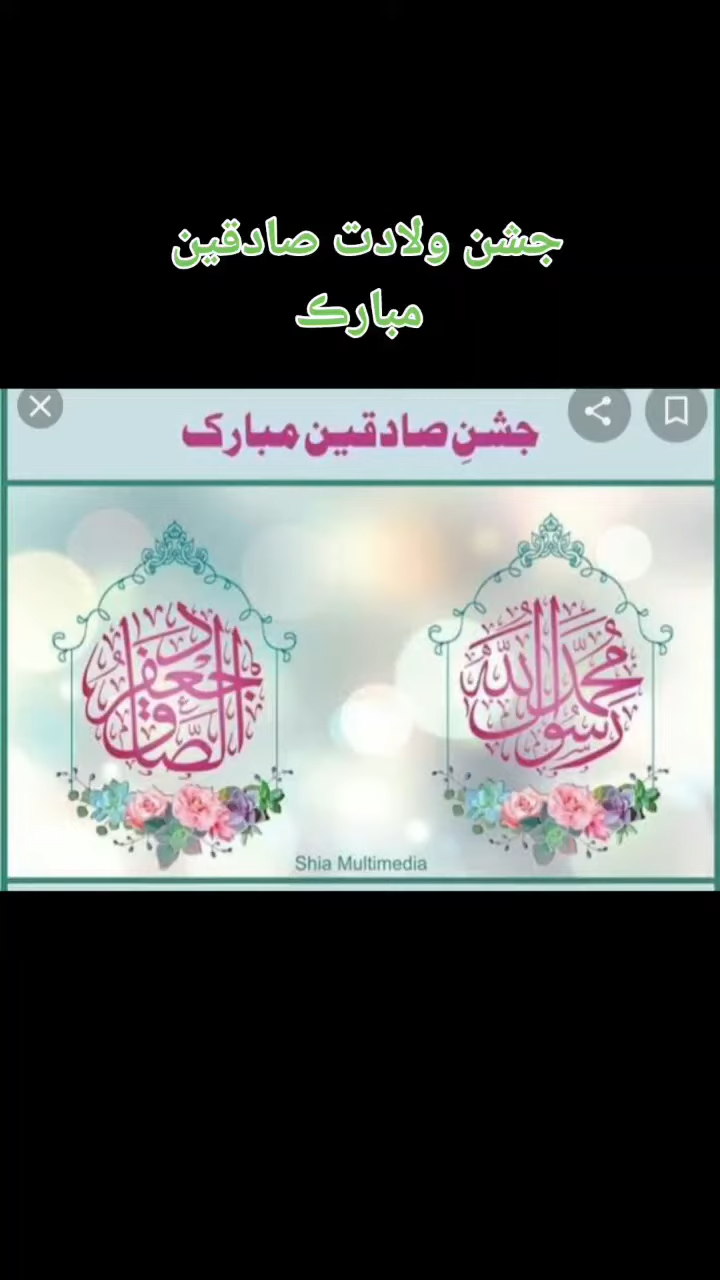 جشن ولادت صادقین
مبارک
جشنِ صادقین مبارک
محمد رسول الله
جعفر الصادق
Shia Multimedia